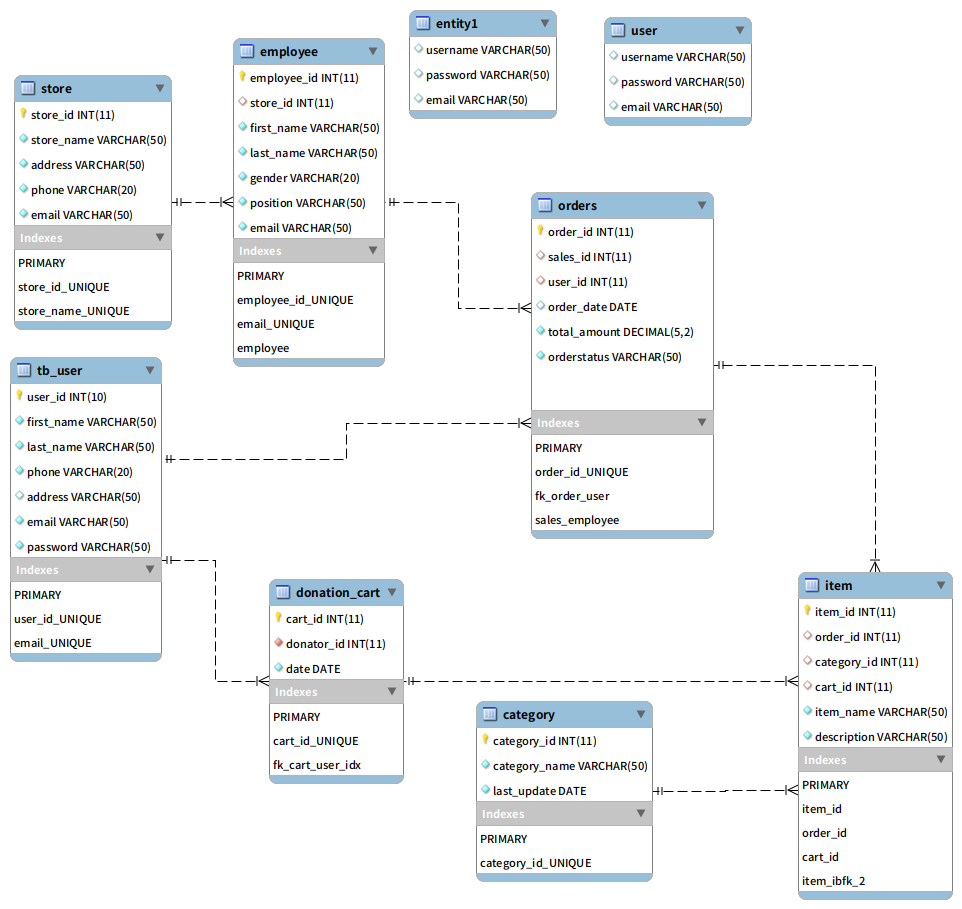 entity1
username VARCHAR(50)
password VARCHAR(50)
email VARCHAR(50)
user
username VARCHAR(50)
password VARCHAR(50)
email VARCHAR(50)
employee
employee_id INT(11)
store_id INT(11)
first_name VARCHAR(50)
last_name VARCHAR(50)
gender VARCHAR(20)
position VARCHAR(50)
email VARCHAR(50)
Indexes
PRIMARY
employee_id_UNIQUE
email_UNIQUE
employee
store
store_id INT(11)
store_name VARCHAR(50)
address VARCHAR(50)
phone VARCHAR(20)
email VARCHAR(50)
Indexes
PRIMARY
store_id_UNIQUE
store_name_UNIQUE
orders
order_id INT(11)
sales_id INT(11)
user_id INT(11)
order_date DATE
total_amount DECIMAL(5,2)
orderstatus VARCHAR(50)
Indexes
PRIMARY
order_id_UNIQUE
fk_order_user
sales_employee
tb_user
user_id INT(10)
first_name VARCHAR(50)
last_name VARCHAR(50)
phone VARCHAR(20)
address VARCHAR(50)
email VARCHAR(50)
password VARCHAR(50)
Indexes
PRIMARY
user_id_UNIQUE
email_UNIQUE
donation_cart
cart_id INT(11)
donator_id INT(11)
date DATE
Indexes
PRIMARY
cart_id_UNIQUE
fk_cart_user_idx
category
category_id INT(11)
category_name VARCHAR(50)
last_update DATE
Indexes
PRIMARY
category_id_UNIQUE
item
item_id INT(11)
order_id INT(11)
category_id INT(11)
cart_id INT(11)
item_name VARCHAR(50)
description VARCHAR(50)
Indexes
PRIMARY
item_id
order_id
cart_id
item_ibfk_2